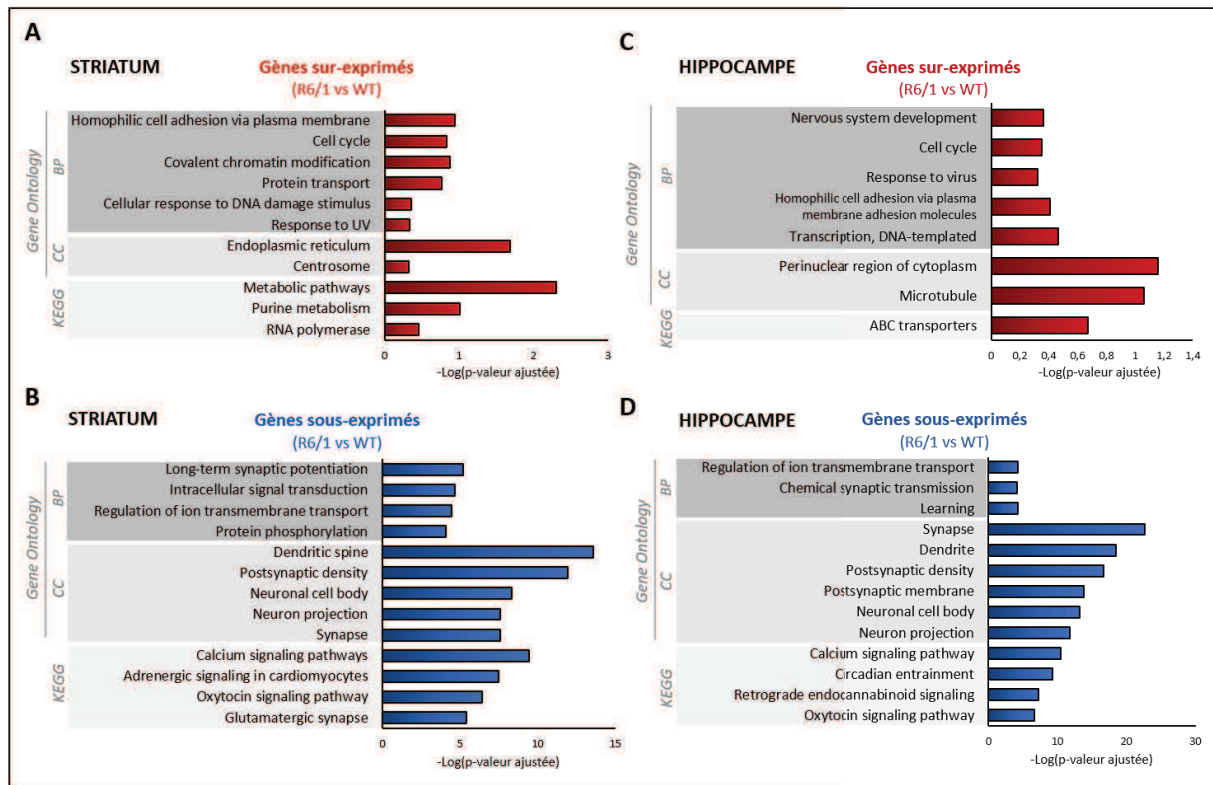 A
STRIATUM
Gènes sur-exprimés
(R6/1 vs WT)
Gene Ontology
BP
Homophilic cell adhesion via plasma membrane
Cell cycle
Covalent chromatin modification
Protein transport
Cellular response to DNA damage stimulus
Response to UV
CC
Endoplasmic reticulum
Centrosome
KEGG
Metabolic pathways
Purine metabolism
RNA polymerase
0 1 2 3
-Log(p-valeur ajustée)
B
STRIATUM
Gènes sous-exprimés
(R6/1 vs WT)
Gene Ontology
BP
Long-term synaptic potentiation
Intracellular signal transduction
Regulation of ion transmembrane transport
Protein phosphorylation
CC
Dendritic spine
Postsynaptic density
Neuronal cell body
Neuron projection
Synapse
KEGG
Calcium signaling pathways
Adrenergic signaling in cardiomyocytes
Oxytocin signaling pathway
Glutamatergic synapse
0 5 10 15
-Log(p-valeur ajustée)
C
HIPPOCAMPE
Gènes sur-exprimés
(R6/1 vs WT)
Gene Ontology
BP
Nervous system development
Cell cycle
Response to virus
Homophilic cell adhesion via plasma
membrane adhesion molecules
Transcription, DNA-templated
CC
Perinuclear region of cytoplasm
Microtubule
KEGG
ABC transporters
0 0,2 0,4 0,6 0,8 1 1,2 1,4
-Log(p-valeur ajustée)
D
HIPPOCAMPE
Gènes sous-exprimés
(R6/1 vs WT)
Gene Ontology
BP
Regulation of ion transmembrane transport
Chemical synaptic transmission
Learning
CC
Synapse
Dendrite
Postsynaptic density
Postsynaptic membrane
Neuronal cell body
Neuron projection
KEGG
Calcium signaling pathway
Circadian entrainment
Retrograde endocannabinoid signaling
Oxytocin signaling pathway
0 10 20 30
-Log(p-valeur ajustée)